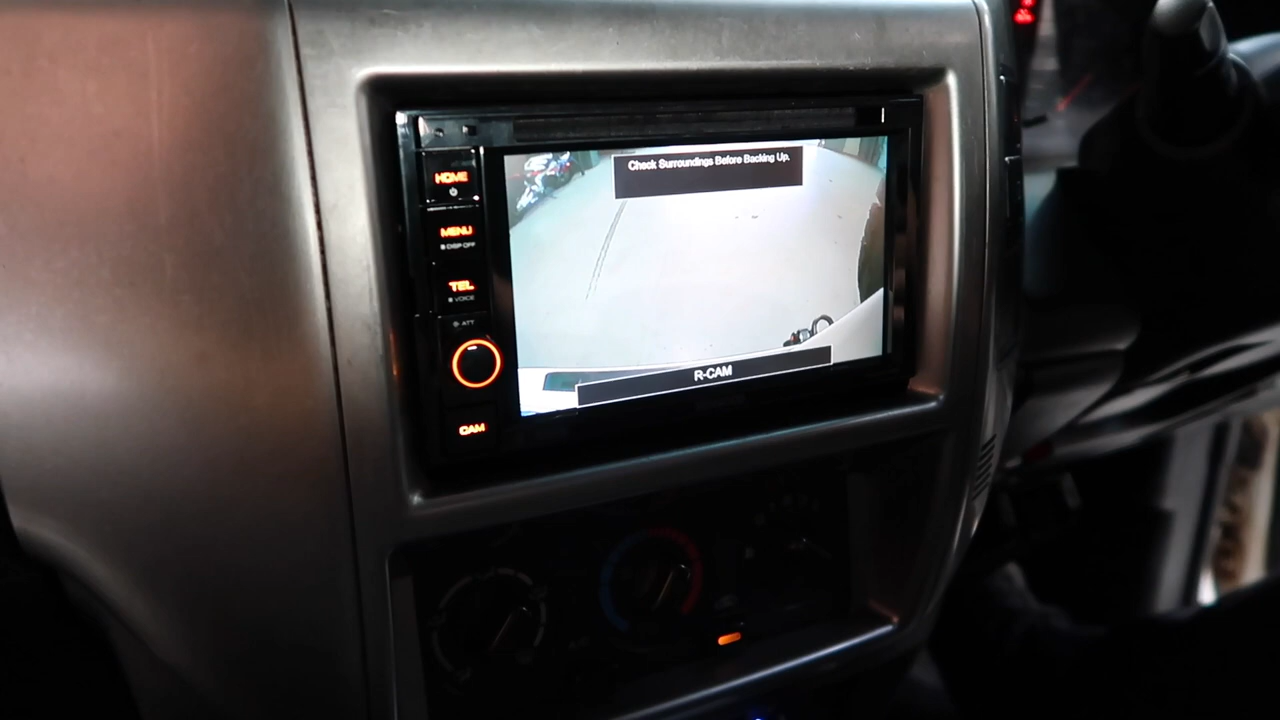 HOME
MENU
DISP OFF
TEL
VOICE
ATT
CAM
Check Surroundings Before Backing Up.
R-CAM